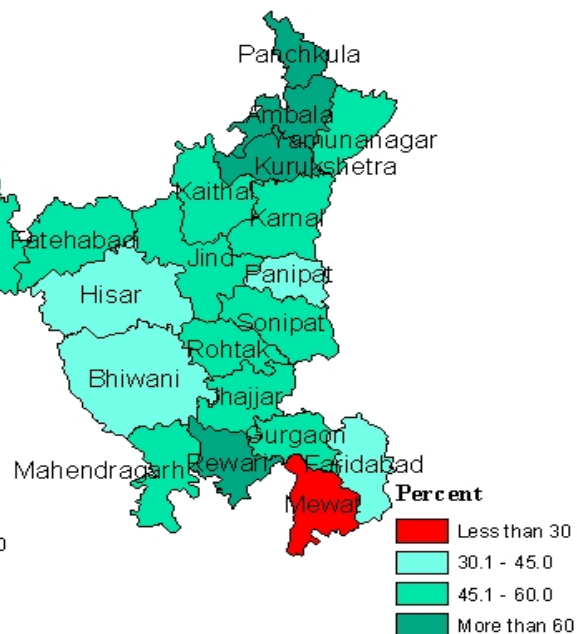 Panchkula
Ambala
Yamunanagar
Kurukshetra
Kaithal
Karnal
Fatehabad
Jind
Panipat
Hisar
Sonipat
Rohtak
Bhiwani
Jhajjar
Gurgaon
Mahendragarh
Rewari
Faridabad
Mewat
Percent
Less than 30
30.1 - 45.0
45.1 - 60.0
More than 60
0